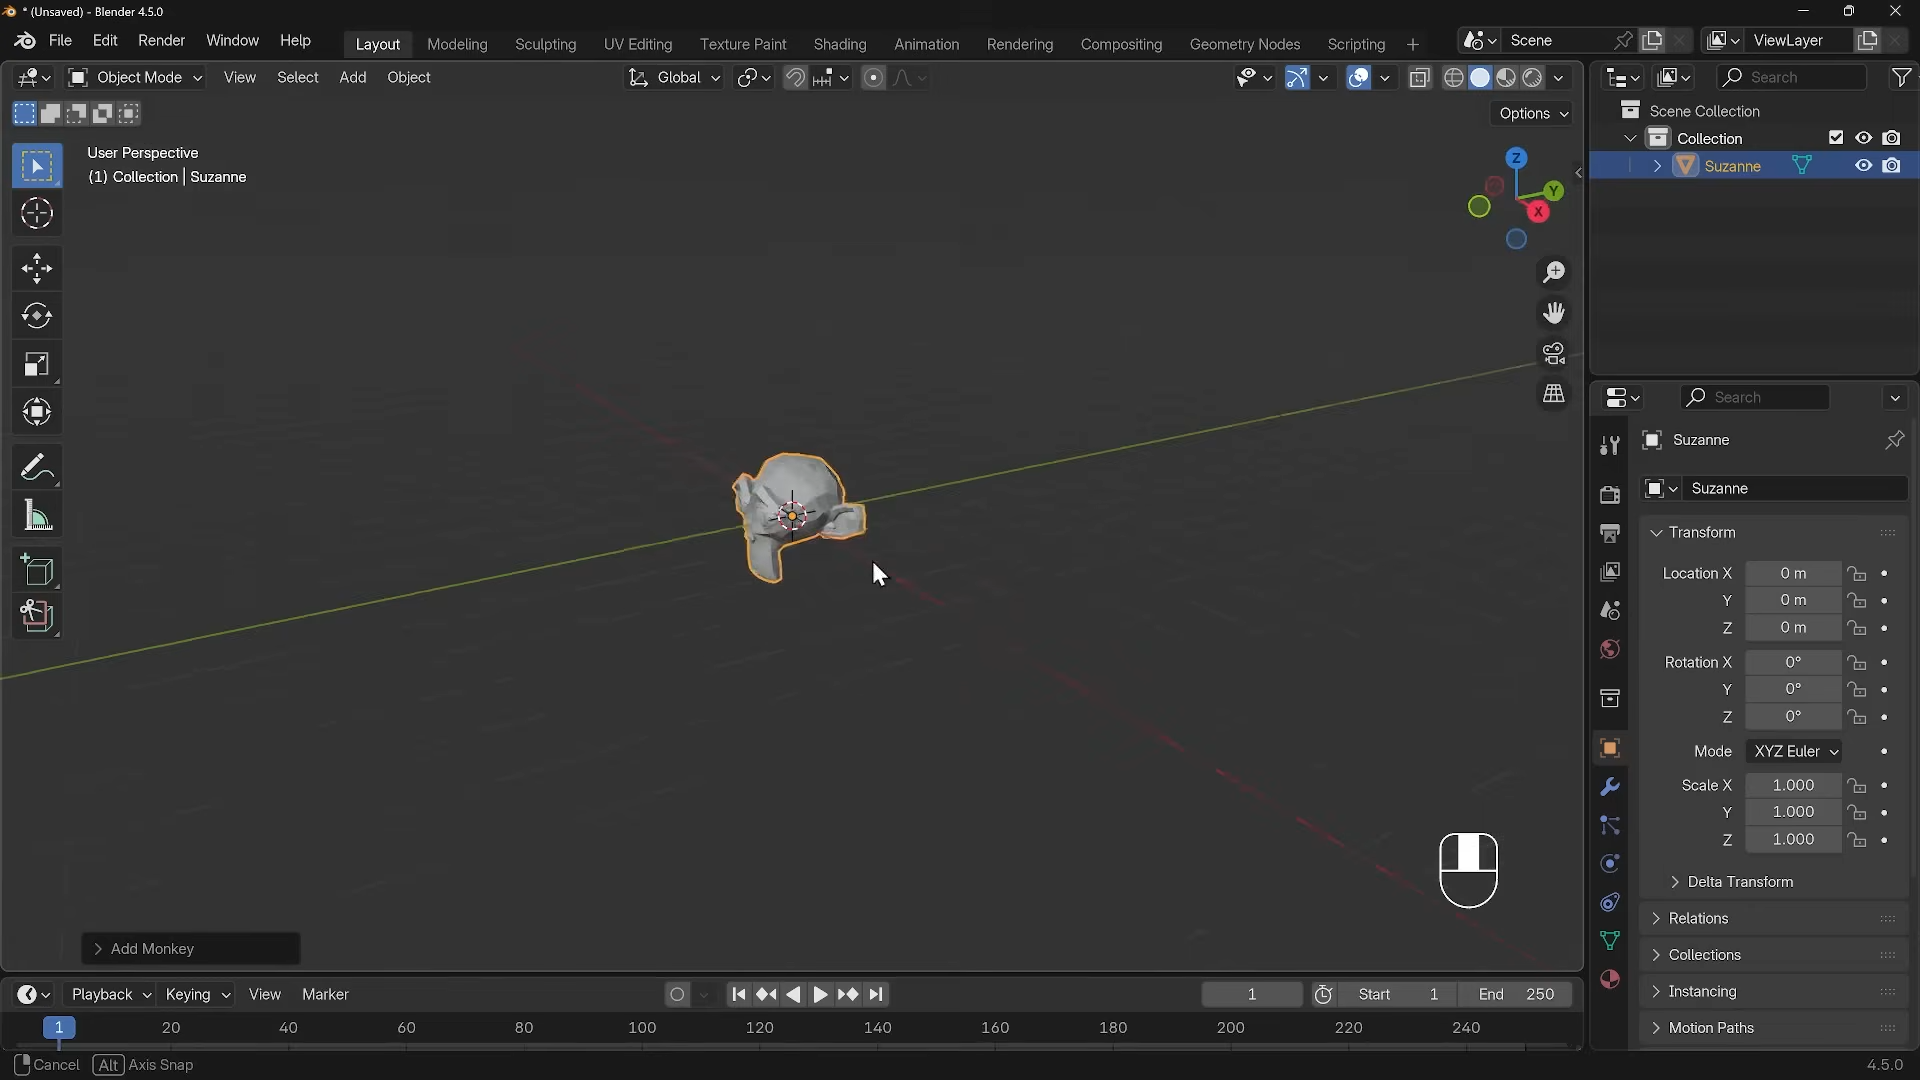 * (Unsaved) - Blender 4.5.0
File Edit Render Window Help Layout Modeling Sculpting UV Editing Texture Paint Shading Animation Rendering Compositing Geometry Nodes Scripting + Scene ViewLayer
Object Mode View Select Add Object Global Search
Options
User Perspective
(1) Collection | Suzanne
Scene Collection
Collection
Suzanne
Z
Y
X
Search
Suzanne
Suzanne
Transform
Location X 0 m
Y 0 m
Z 0 m
Rotation X 0°
Y 0°
Z 0°
Mode XYZ Euler
Scale X 1.000
Y 1.000
Z 1.000
Delta Transform
Relations
Collections
Instancing
Motion Paths
Add Monkey
Playback Keying View Marker 1 Start 1 End 250
1 20 40 60 80 100 120 140 160 180 200 220 240
Cancel Alt Axis Snap 4.5.0